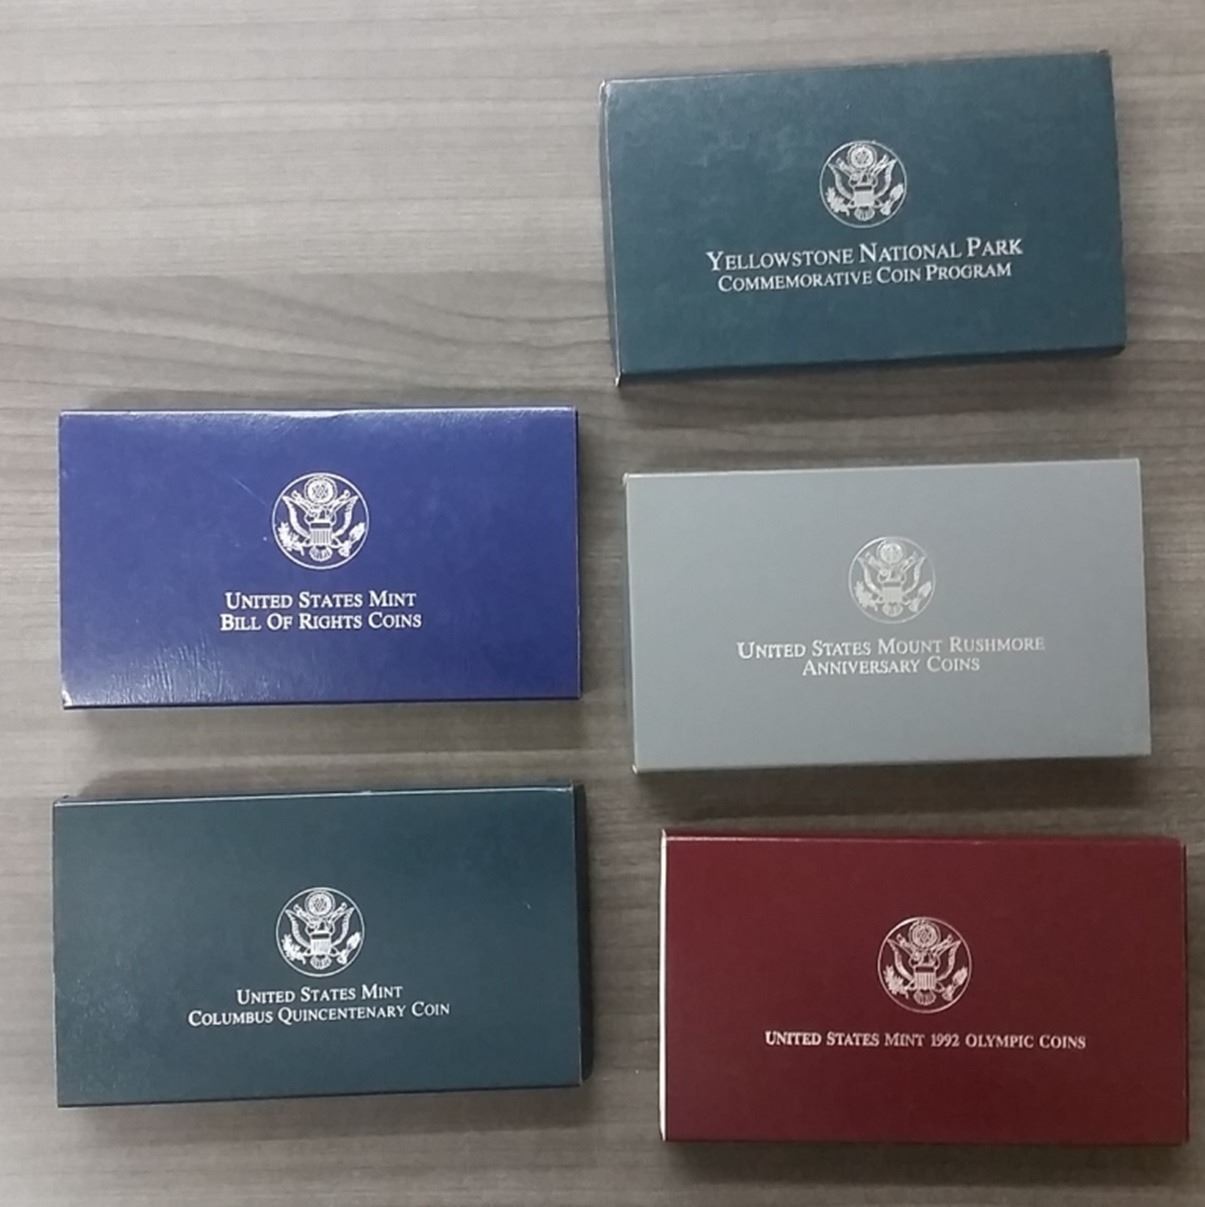 Yellowstone National Park
Commemorative Coin Program
United States Mint
Bill Of Rights Coins
United States Mount Rushmore
Anniversary Coins
United States Mint
Columbus Quincentenary Coin
United States Mint 1992 Olympic Coins